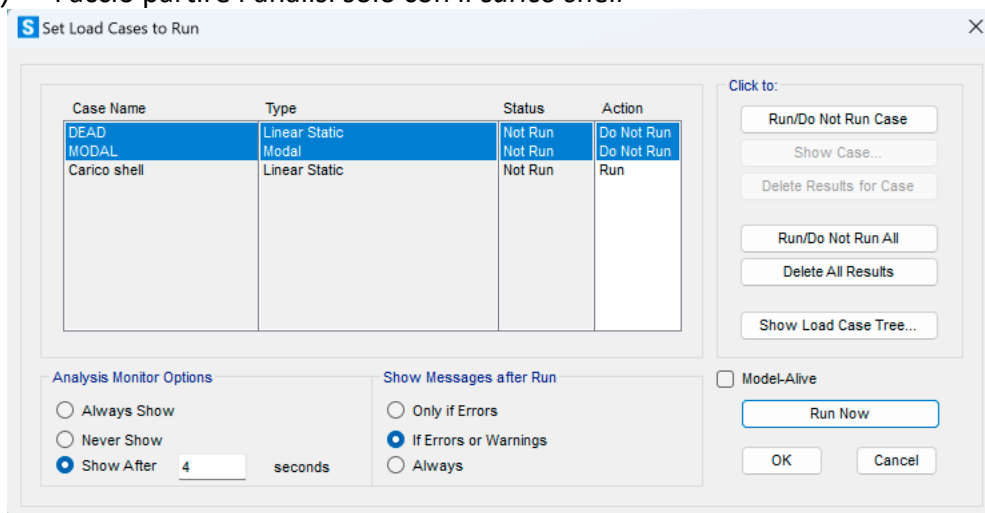 ) Faccio partire l'analisi solo con il carico shell
S Set Load Cases to Run
Click to:
Case Name Type Status Action
DEAD Linear Static Not Run Do Not Run
MODAL Modal Not Run Do Not Run
Carico shell Linear Static Not Run Run
Run/Do Not Run Case
Show Case...
Delete Results for Case
Run/Do Not Run All
Delete All Results
Show Load Case Tree...
Analysis Monitor Options
Always Show
Never Show
Show After 4 seconds
Show Messages after Run
Only if Errors
If Errors or Warnings
Always
Model-Alive
Run Now
OK Cancel